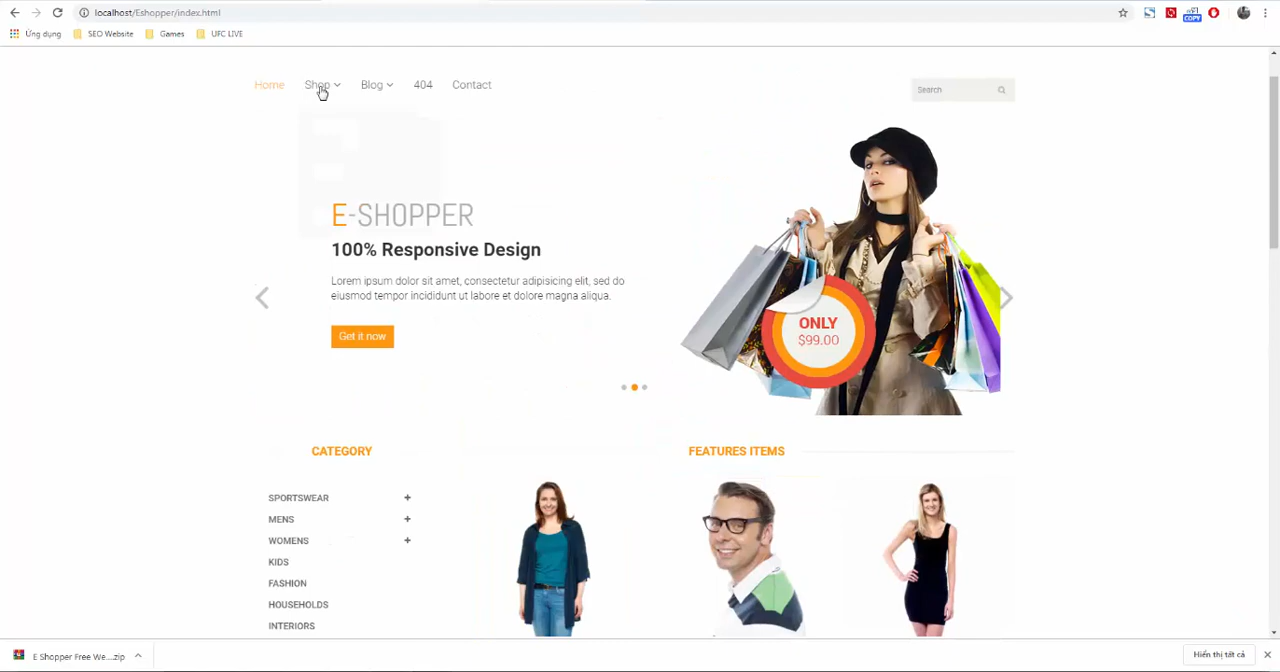 localhost/Eshopper/index.html
COPY
Ứng dụng SEO Website Games UFC LIVE
Home Shop Blog 404 Contact
Search
E-SHOPPER
100% Responsive Design
Lorem ipsum dolor sit amet, consectetur adipisicing elit, sed do
eiusmod tempor incididunt ut labore et dolore magna aliqua.
Get it now
ONLY
$99.00
CATEGORY
SPORTSWEAR +
MENS +
WOMENS +
KIDS
FASHION
HOUSEHOLDS
INTERIORS
FEATURES ITEMS
E Shopper Free We....zip
Hiển thị tất cả